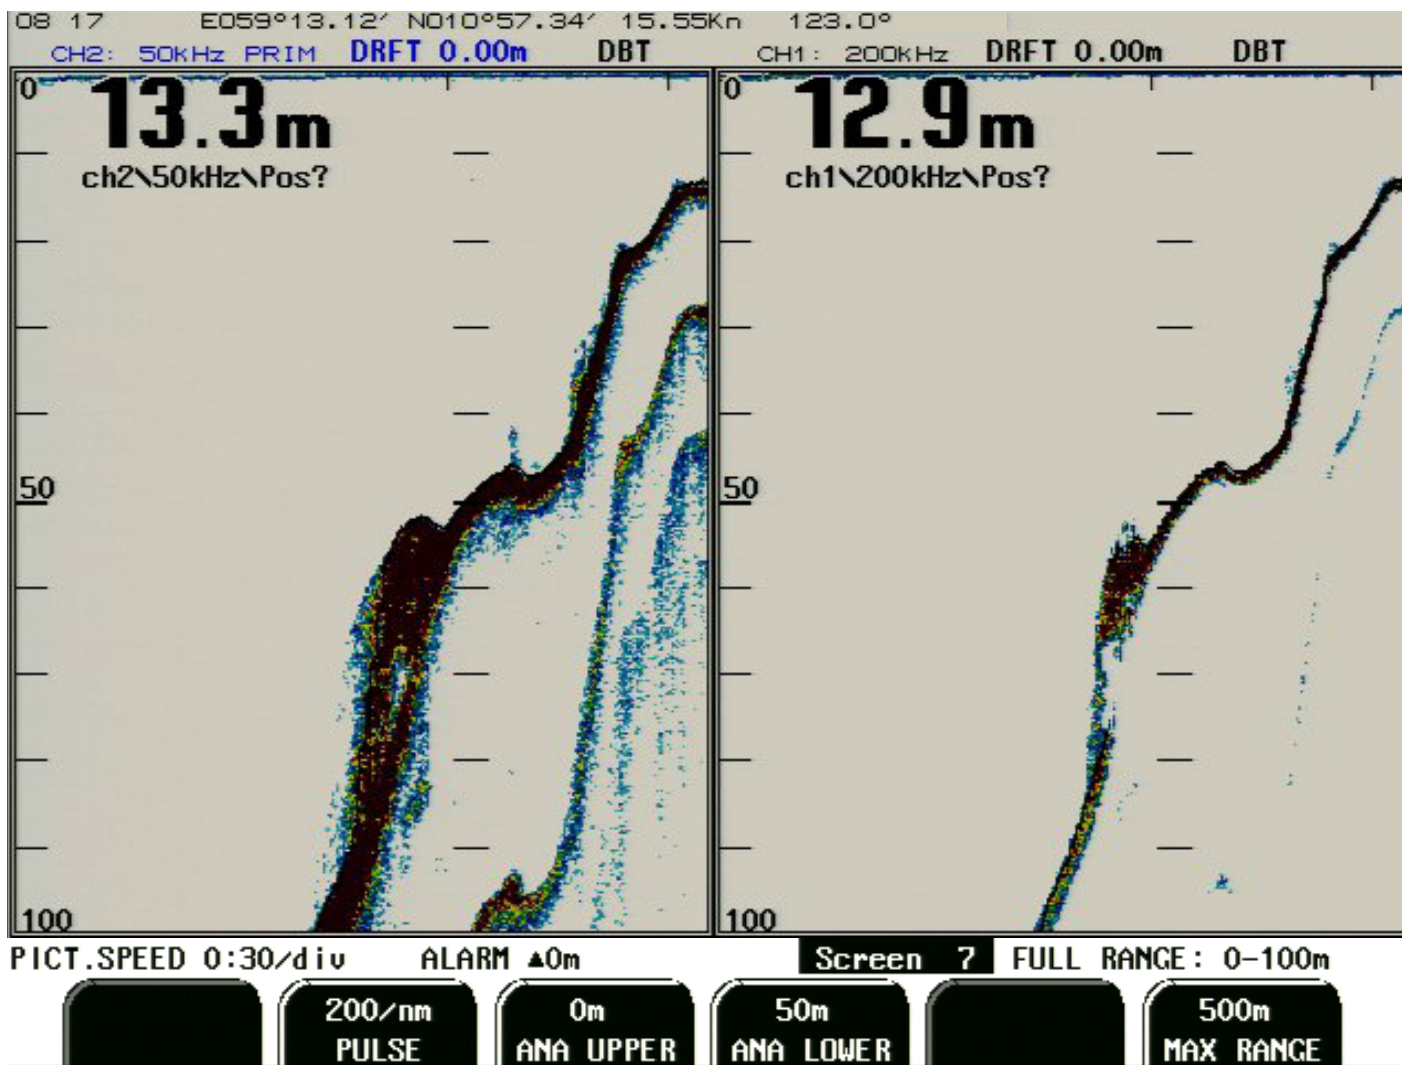 08 17 E059°13.12′ N010°57.34′ 15.55Kn 123.0°
CH2: 50kHz PRIM DRFT 0.00m DBT CH1: 200kHz DRFT 0.00m DBT
0 13.3m
ch2\50kHz\Pos?
50
100
0 12.9m
ch1\200kHz\Pos?
50
100
PICT.SPEED 0:30/div ALARM ▲0m Screen 7 FULL RANGE: 0-100m
200/nm 0m 50m 500m
PULSE ANA UPPER ANA LOWER MAX RANGE